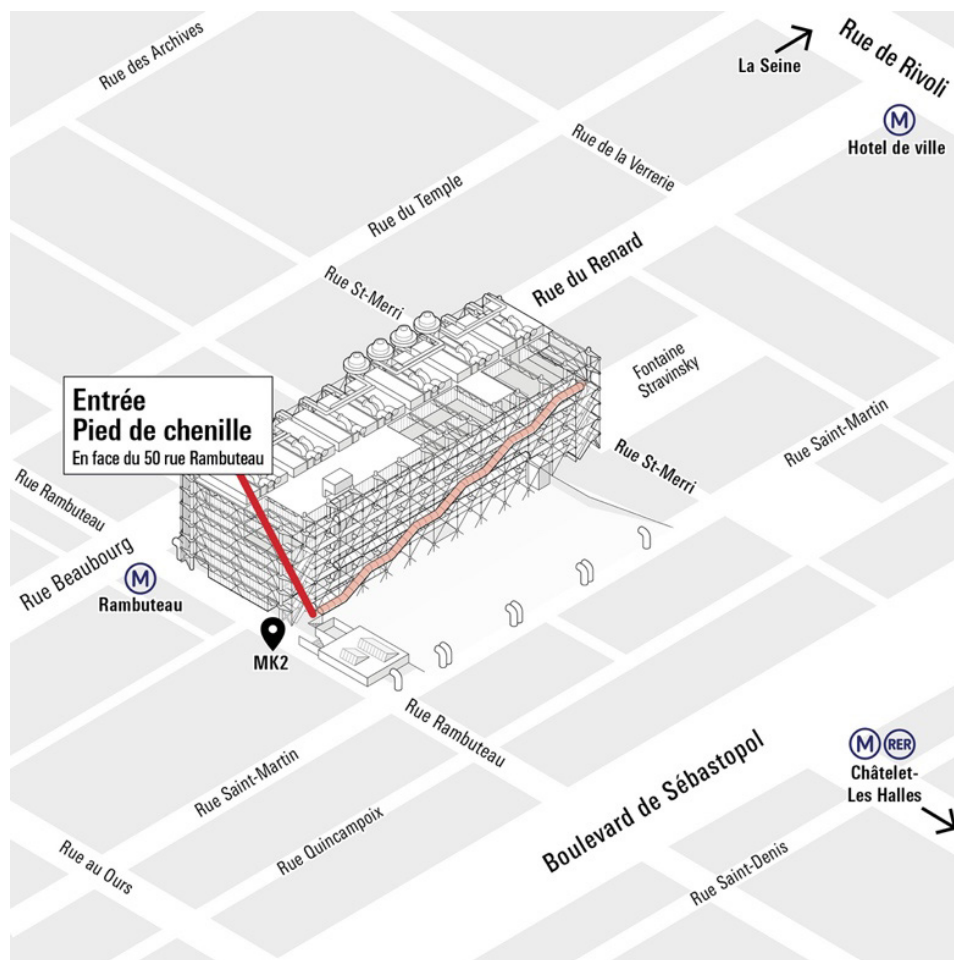 Rue des Archives
La Seine
Rue de Rivoli
M
Hotel de ville
Rue de la Verrerie
Rue du Temple
Rue du Renard
Rue St-Merri
Fontaine
Stravinsky
Entrée
Pied de chenille
En face du 50 rue Rambuteau
Rue Saint-Martin
Rue St-Merri
Rue Rambuteau
Rue Beaubourg
M
Rambuteau
MK2
Rue Rambuteau
Rue Saint-Martin
Rue Quincampoix
Rue au Ours
Boulevard de Sébastopol
M RER
Châtelet-
Les Halles
Rue Saint-Denis